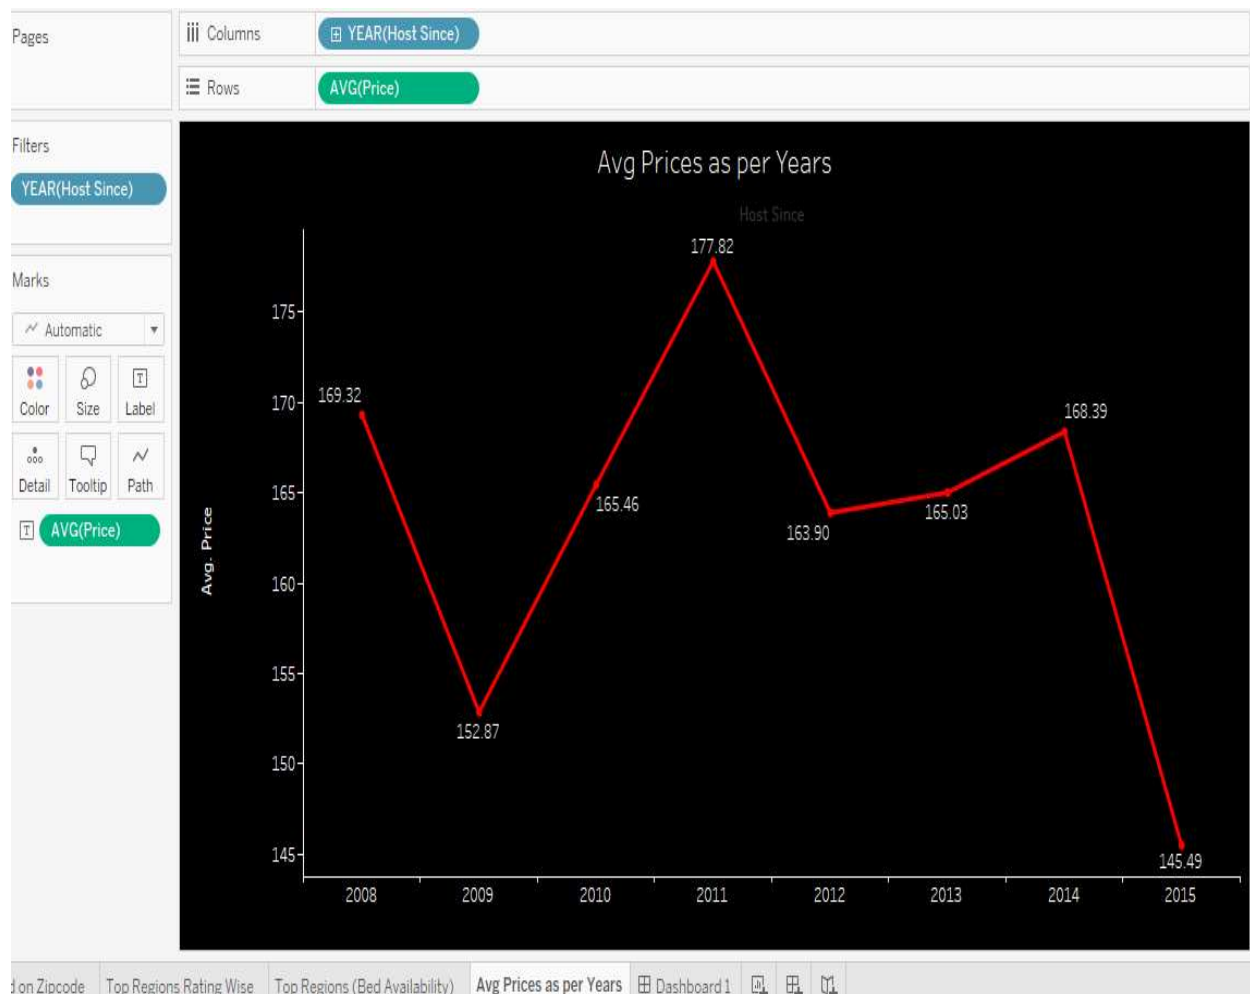 Pages
Columns
YEAR(Host Since)
Rows
AVG(Price)
Filters
YEAR(Host Since)
Marks
Automatic
Color
Size
Label
Detail
Tooltip
Path
T AVG(Price)
Avg Prices as per Years
Host Since
Avg. Price
175
170
165
160
155
150
145
169.32
152.87
165.46
177.82
163.90
165.03
168.39
145.49
2008 2009 2010 2011 2012 2013 2014 2015
d on Zipcode Top Regions Rating Wise Top Regions (Bed Availability) Avg Prices as per Years Dashboard 1